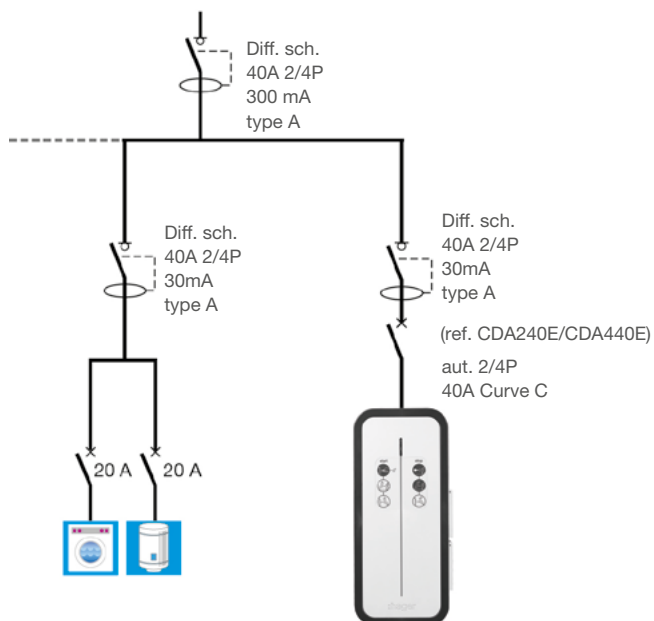 Diff. sch.
40A 2/4P
300 mA
type A
Diff. sch.
40A 2/4P
30mA
type A
Diff. sch.
40A 2/4P
30mA
type A
(ref. CDA240E/CDA440E)
aut. 2/4P
40A Curve C
20 A
20 A
:hager